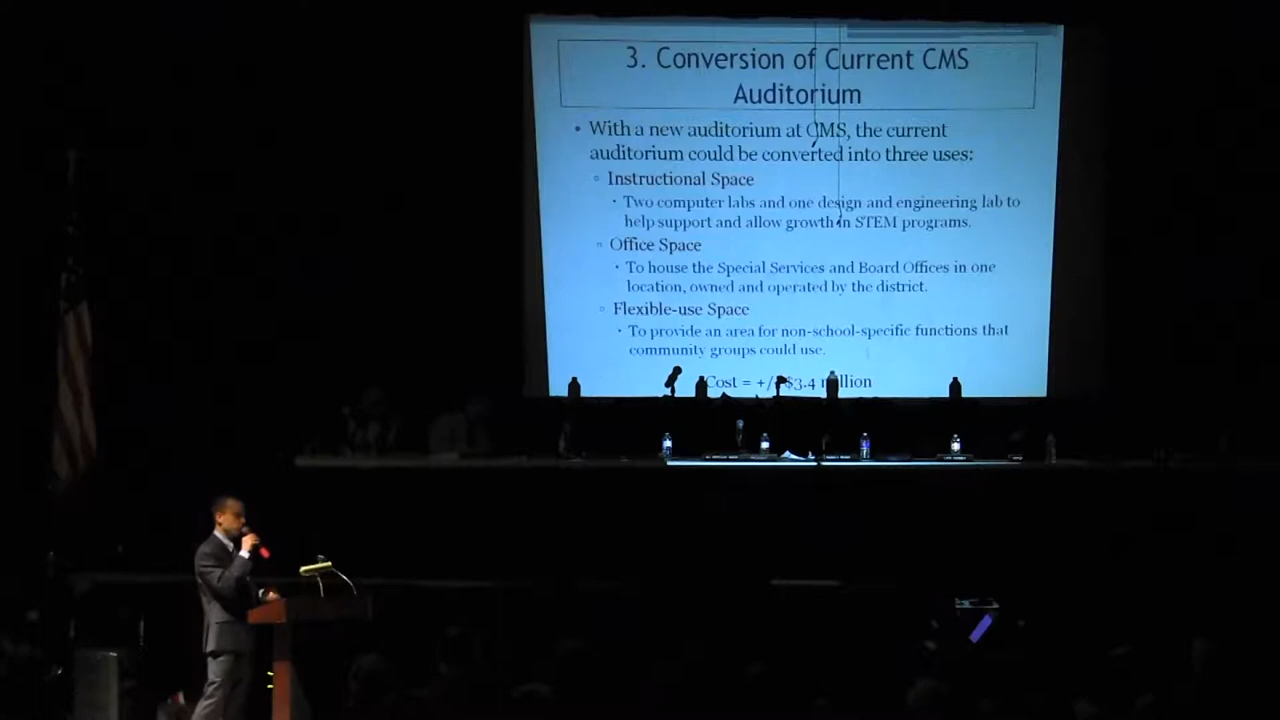 3. Conversion of Current CMS
Auditorium
• With a new auditorium at CMS, the current
auditorium could be converted into three uses:
◦ Instructional Space
· Two computer labs and one design and engineering lab to
help support and allow growth in STEM programs.
◦ Office Space
· To house the Special Services and Board Offices in one
location, owned and operated by the district.
◦ Flexible-use Space
· To provide an area for non-school-specific functions that
community groups could use.
Cost = +/- $3.4 million